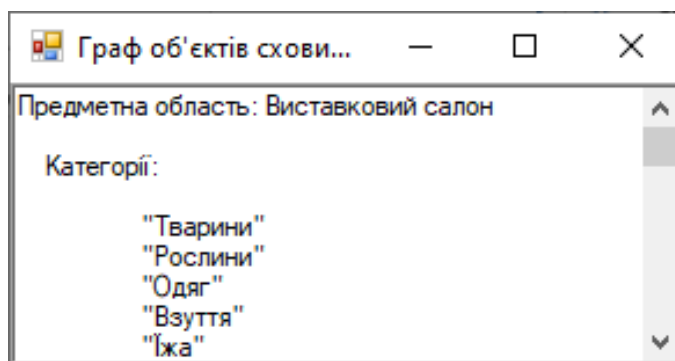 Граф об'єктів схови...
Предметна область: Виставковий салон
Категорії:
"Тварини"
"Рослини"
"Одяг"
"Взуття"
"Їжа"